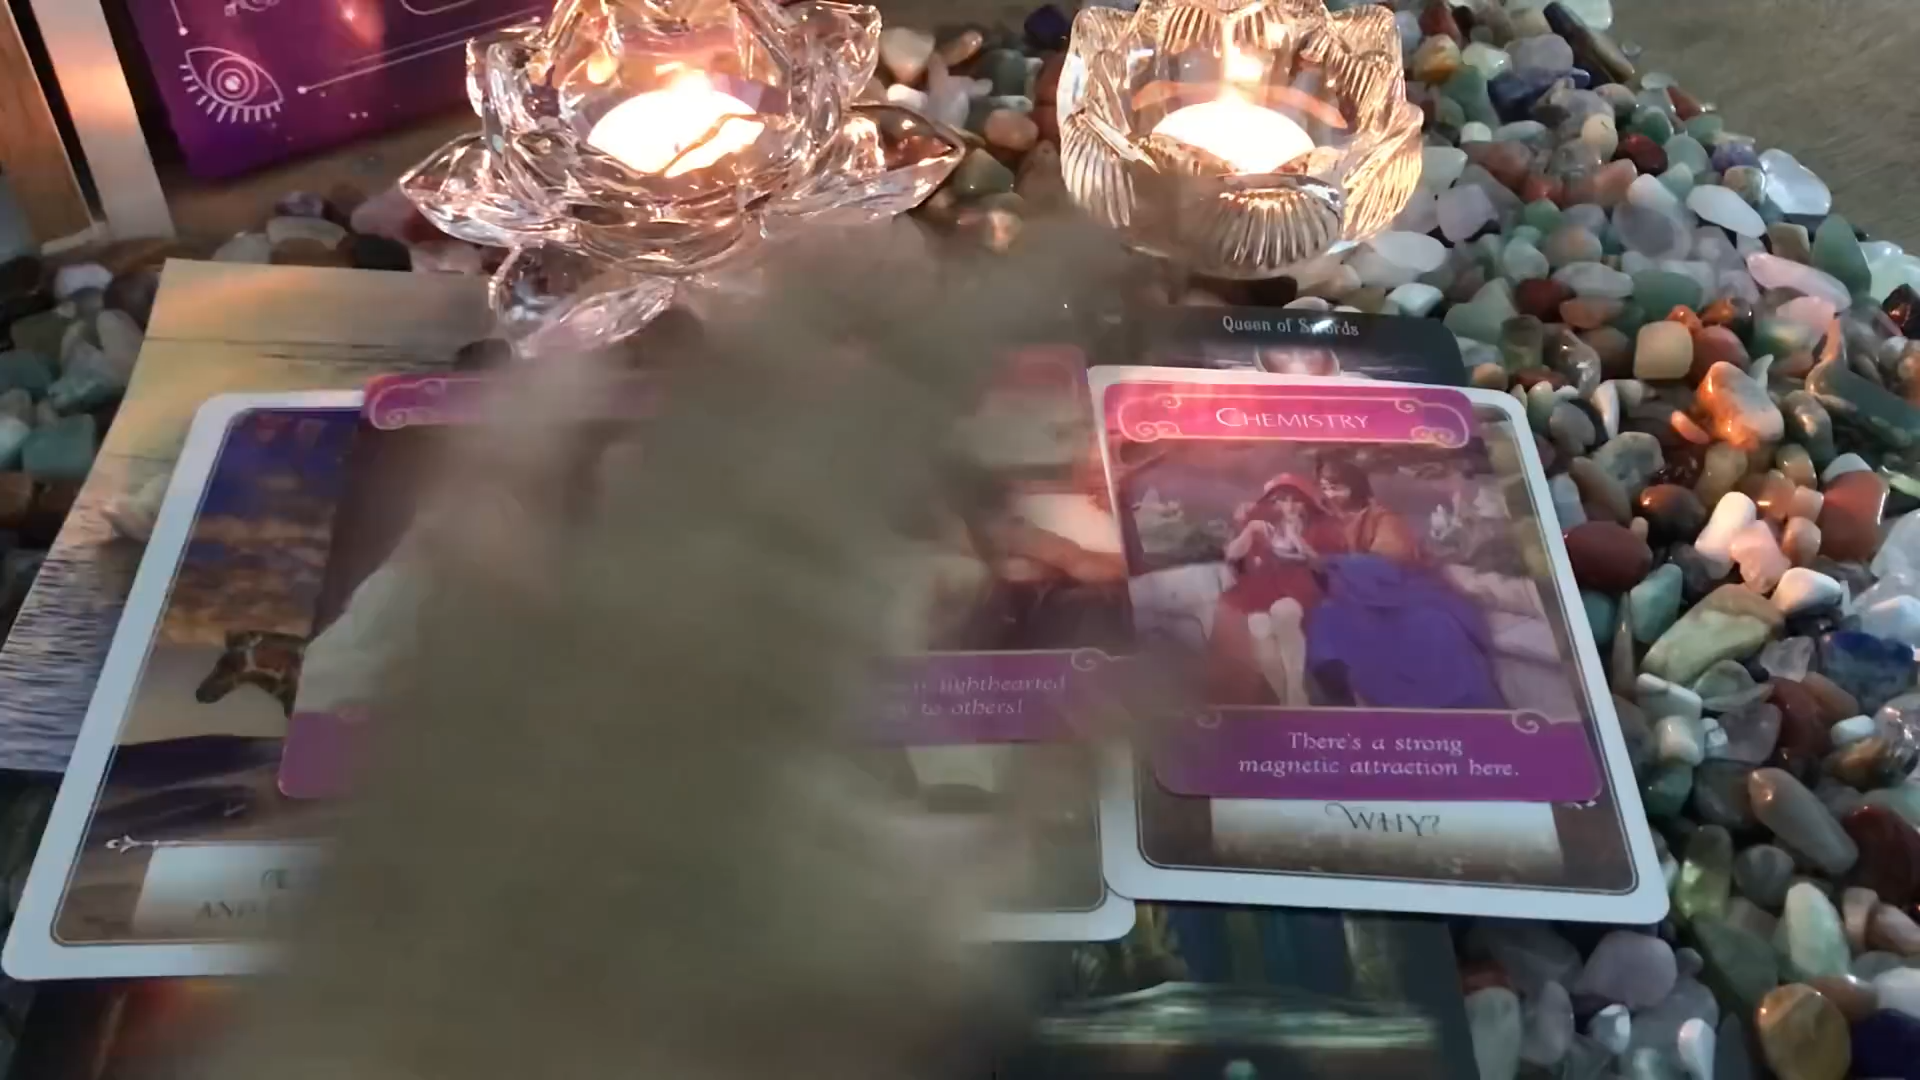 Queen of Swords
CHEMISTRY
lighthearted
to others!
There's a strong
magnetic attraction here.
WHY?